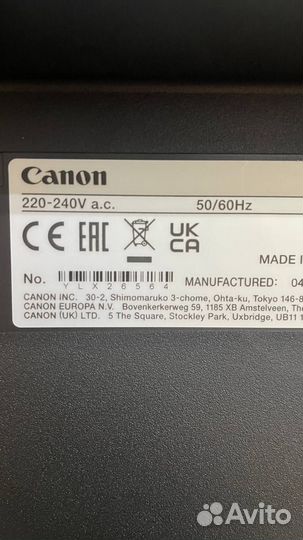 Canon
220-240V a.c. 50/60Hz
CE EAC UK CA
MADE IN
No. YLX26564 MANUFACTURED: 04
CANON INC. 30-2, Shimomaruko 3-chome, Ohta-ku, Tokyo 146-8
CANON EUROPA N.V. Bovenkerkerweg 59, 1185 XB Amstelveen, The
CANON (UK) LTD. 5 The Square, Stockley Park, Uxbridge, UB11 1
Avito